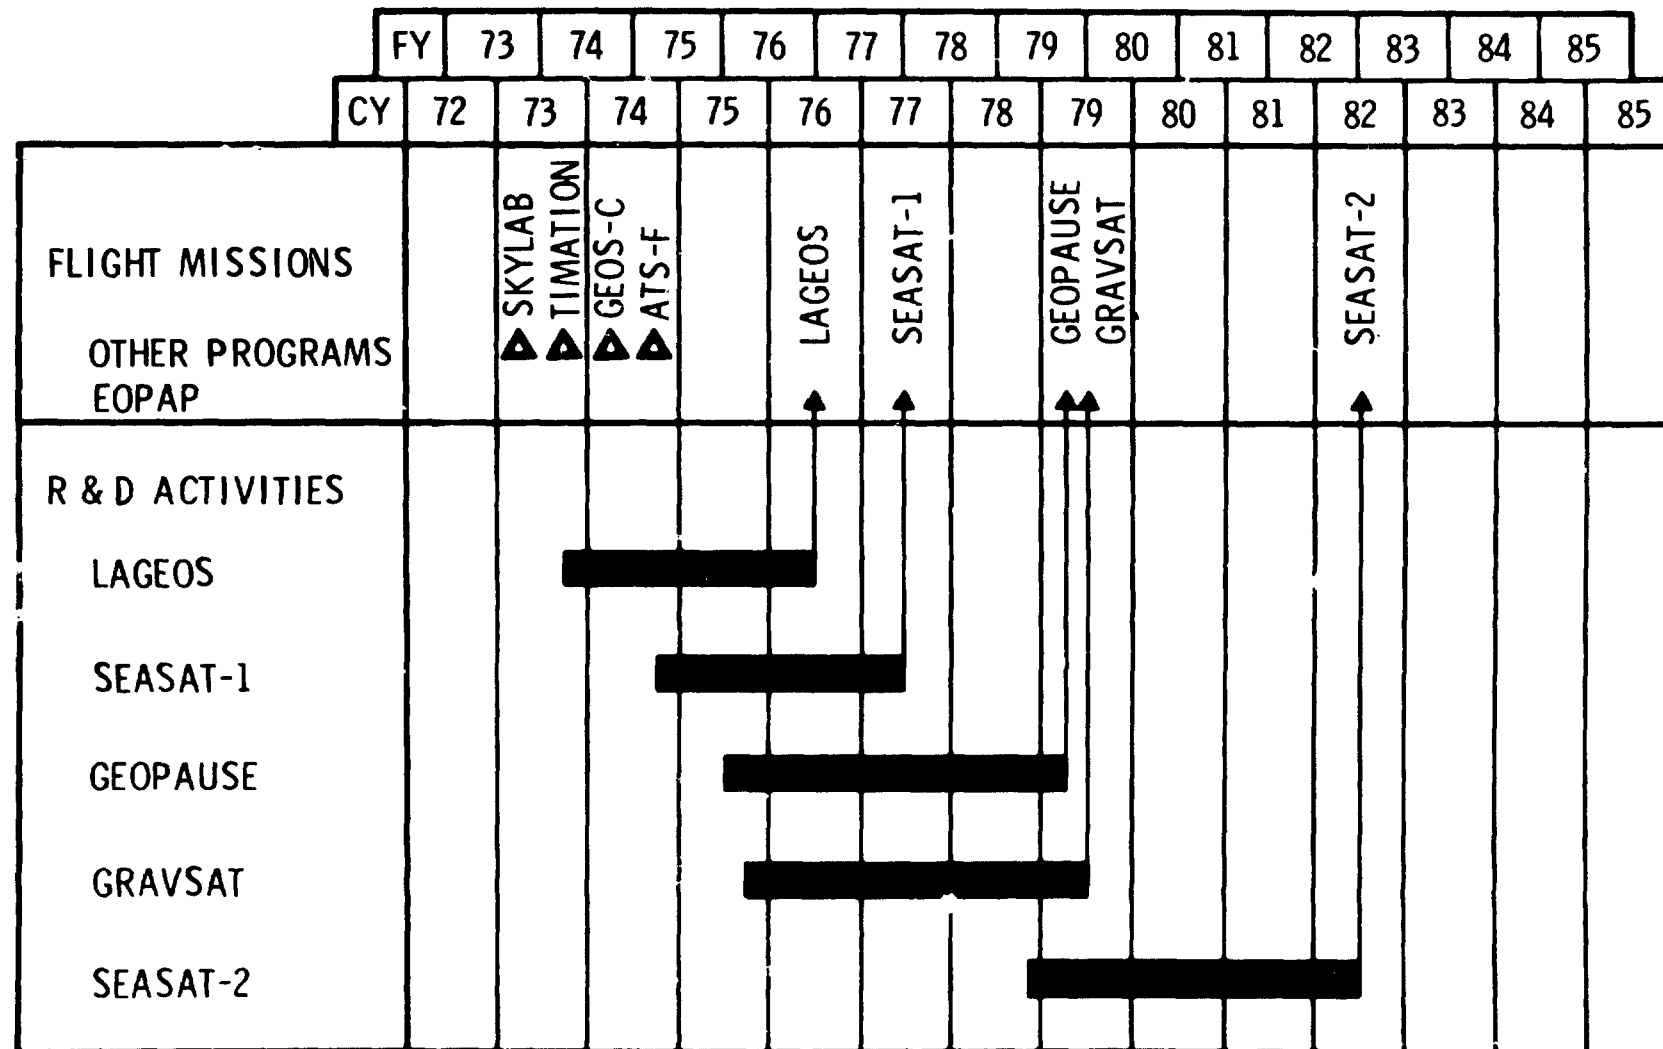 FY 73 74 75 76 77 78 79 80 81 82 83 84 85
CY 72 73 74 75 76 77 78 79 80 81 82 83 84 85
SKYLAB
TIMATION
GEOS-C
ATS-F
LAGEOS
SEASAT-1
GEOPAUSE
GRAVSAT
SEASAT-2
FLIGHT MISSIONS
OTHER PROGRAMS
EOPAP
R & D ACTIVITIES
LAGEOS
SEASAT-1
GEOPAUSE
GRAVSAT
SEASAT-2